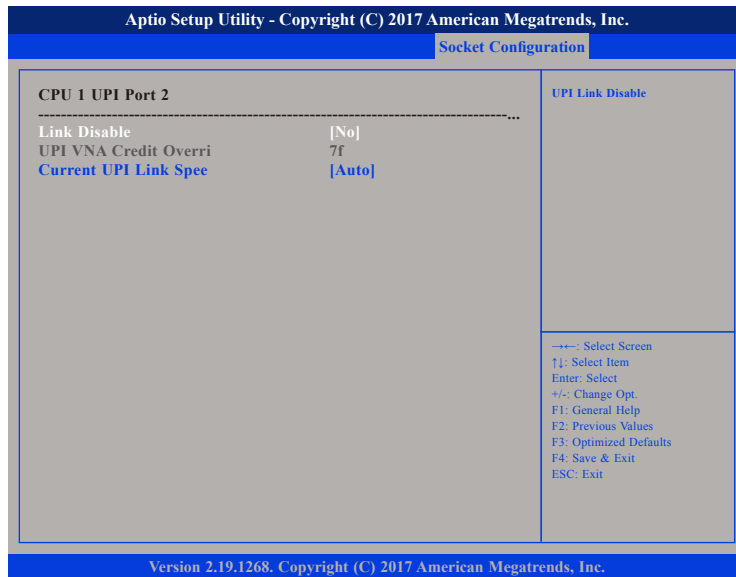 Aptio Setup Utility - Copyright (C) 2017 American Megatrends, Inc.
Socket Configuration
CPU 1 UPI Port 2
--------------------------------------------------------------------------...
Link Disable [No]
UPI VNA Credit Overri 7f
Current UPI Link Spee [Auto]
UPI Link Disable
→←: Select Screen
↑↓: Select Item
Enter: Select
+/-: Change Opt.
F1: General Help
F2: Previous Values
F3: Optimized Defaults
F4: Save & Exit
ESC: Exit
Version 2.19.1268. Copyright (C) 2017 American Megatrends, Inc.